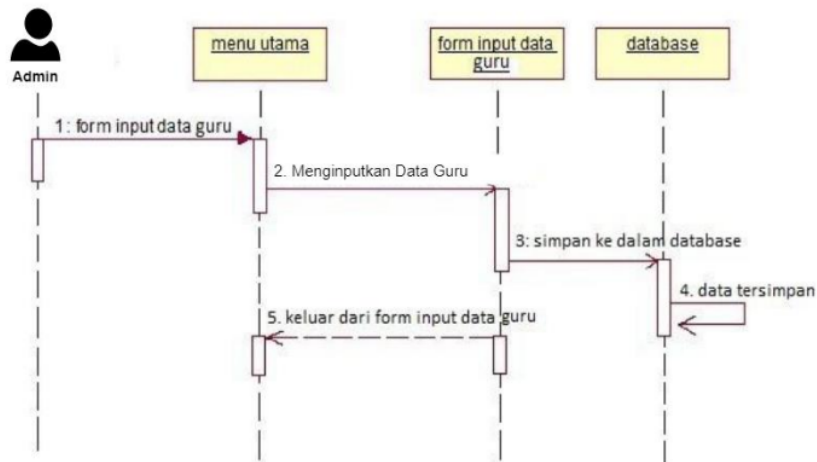 menu utama
form input data
guru
database
Admin
1: form input data guru
2. Menginputkan Data Guru
3: simpan ke dalam database
4. data tersimpan
5. keluar dari form input data guru